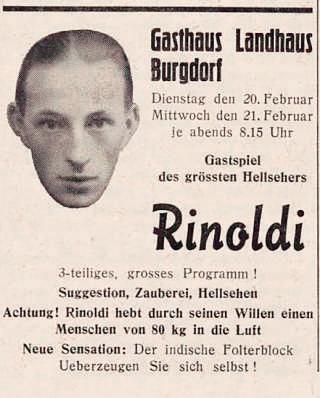 Gasthaus Landhaus
Burgdorf
Dienstag den 20. Februar
Mittwoch den 21. Februar
je abends 8.15 Uhr
Gastspiel
des grössten Hellsehers
Rinoldi
3-teiliges, grosses Programm !
Suggestion, Zauberei, Hellsehen
Achtung! Rinoldi hebt durch seinen Willen einen
Menschen von 80 kg in die Luft
Neue Sensation: Der indische Folterblock
Ueberzeugen Sie sich selbst !